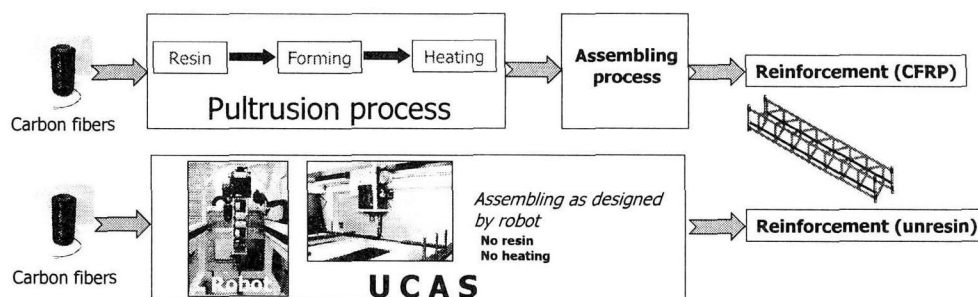 Resin
Forming
Heating
Pultrusion process
Carbon fibers
Assembling
process
Reinforcement (CFRP)
Carbon fibers
Robot
Assembling as designed
by robot
No resin
No heating
UCAS
Reinforcement (unresin)